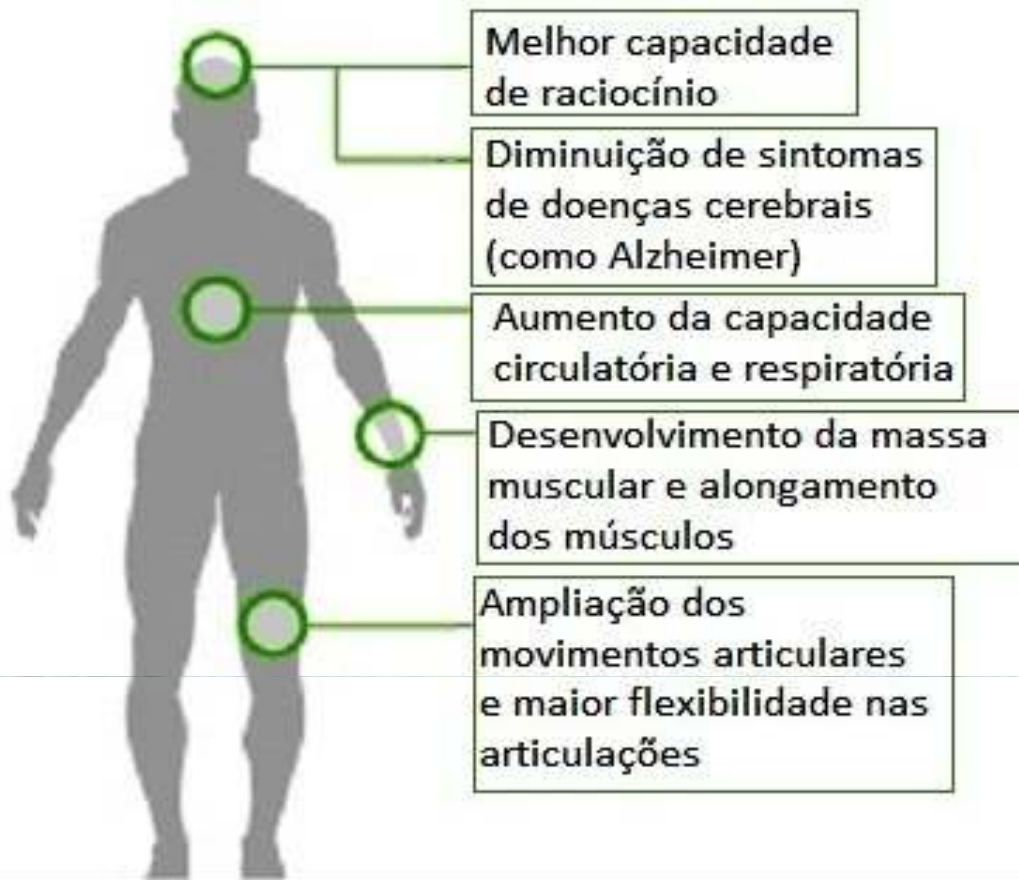 Melhor capacidade
de raciocínio
Diminuição de sintomas
de doenças cerebrais
(como Alzheimer)
Aumento da capacidade
circulatória e respiratória
Desenvolvimento da massa
muscular e alongamento
dos músculos
Ampliação dos
movimentos articulares
e maior flexibilidade nas
articulações